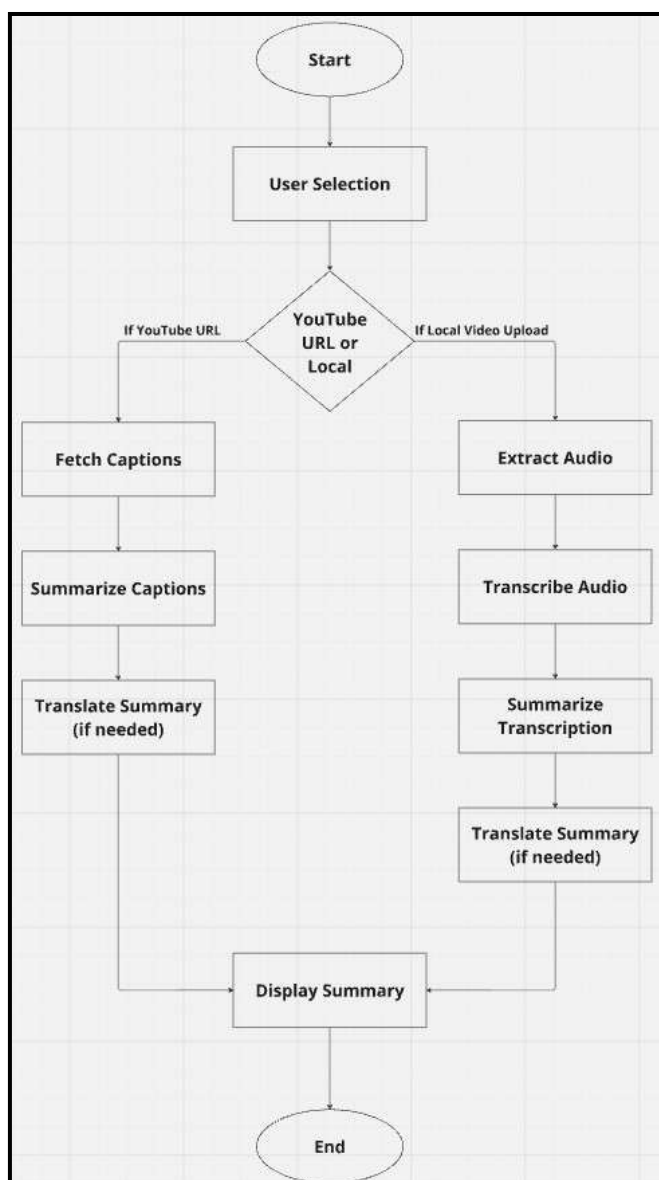 Start
User Selection
If YouTube URL
YouTube
URL or
Local
If Local Video Upload
Fetch Captions
Extract Audio
Summarize Captions
Transcribe Audio
Translate Summary
(if needed)
Summarize
Transcription
Translate Summary
(if needed)
Display Summary
End